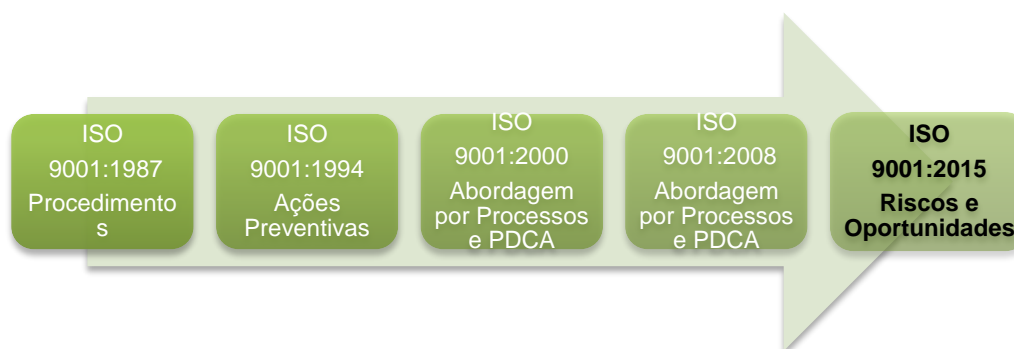 ISO
9001:1987
Procedimento
s
ISO
9001:1994
Ações
Preventivas
ISO
9001:2000
Abordagem
por Processos
e PDCA
ISO
9001:2008
Abordagem
por Processos
e PDCA
ISO
9001:2015
Riscos e
Oportunidades